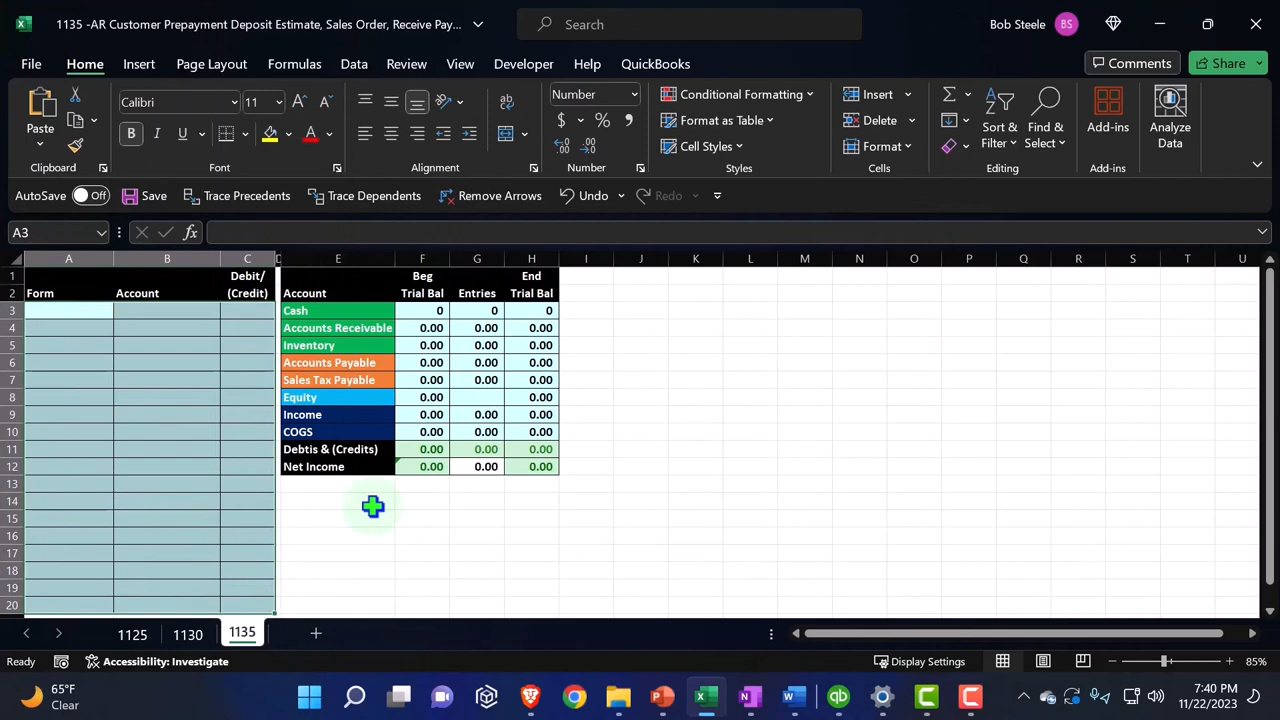 1135 -AR Customer Prepayment Deposit Estimate, Sales Order, Receive Pay...
Search
Bob Steele
BS
File
Home
Insert
Page Layout
Formulas
Data
Review
View
Developer
Help
QuickBooks
Comments
Share
Paste
Clipboard
Calibri
11
B I U
Font
Alignment
Number
$ % ,
Number
Conditional Formatting
Format as Table
Cell Styles
Styles
Insert
Delete
Format
Cells
Sort & Filter
Find & Select
Editing
Add-ins
Add-ins
Analyze Data
AutoSave Off
Save
Trace Precedents
Trace Dependents
Remove Arrows
Undo
Redo
A3
fx
A B C D E F G H I J K L M N O P Q R S T U
1 Debit/ Beg End
2 Form Account (Credit) Account Trial Bal Entries Trial Bal
3 Cash 0 0 0
4 Accounts Receivable 0.00 0.00 0.00
5 Inventory 0.00 0.00 0.00
6 Accounts Payable 0.00 0.00 0.00
7 Sales Tax Payable 0.00 0.00 0.00
8 Equity 0.00 0.00
9 Income 0.00 0.00 0.00
10 COGS 0.00 0.00 0.00
11 Debtis & (Credits) 0.00 0.00 0.00
12 Net Income 0.00 0.00 0.00
13
14
15
16
17
18
19
20
1125 1130 1135
Ready
Accessibility: Investigate
Display Settings
85%
65°F
Clear
7:40 PM
11/22/2023